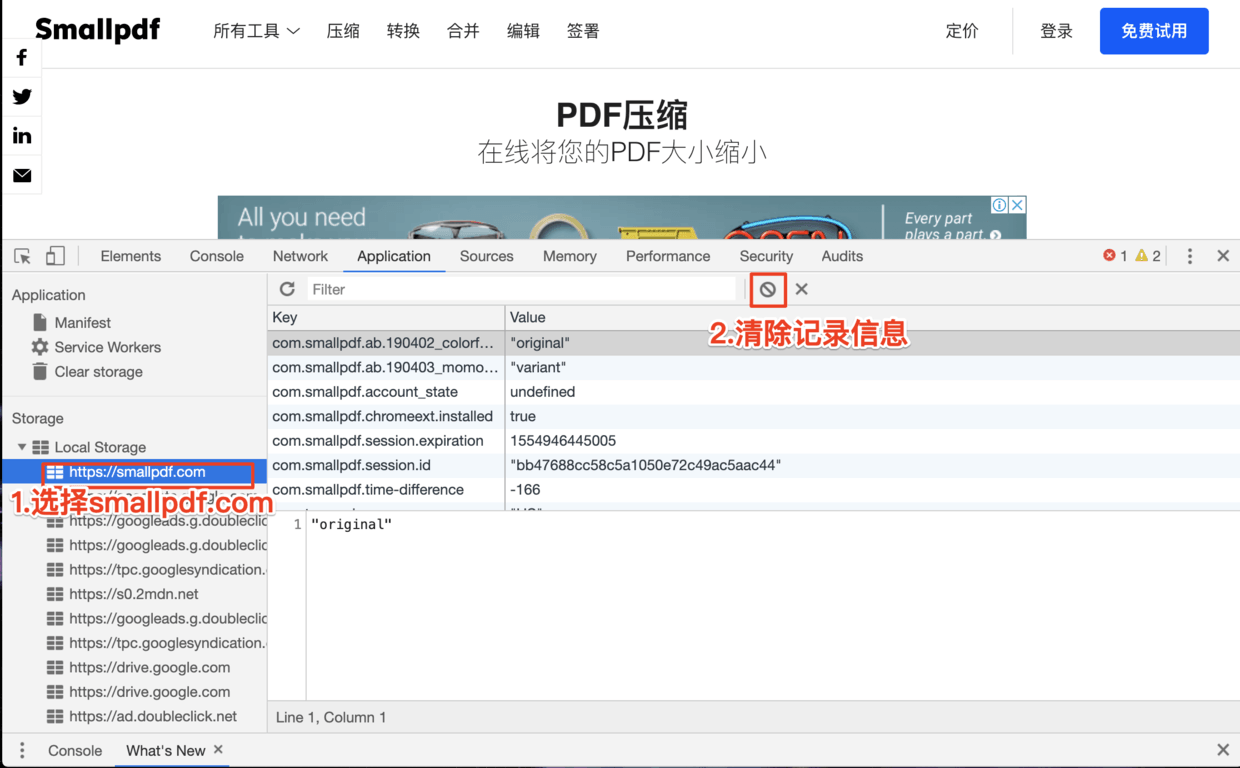 Smallpdf
所有工具 压缩 转换 合并 编辑 签署 定价 登录 免费试用
PDF压缩
在线将您的PDF大小缩小
All you need
Every part
plays a part.
Elements Console Network Application Sources Memory Performance Security Audits 1 2
Application
Manifest
Service Workers
Clear storage
Storage
Local Storage
https://smallpdf.com
1.选择smallpdf.com
https://googleads.g.doubleclic
https://googleads.g.doubleclic
https://tpc.googlesyndication.
https://s0.2mdn.net
https://googleads.g.doubleclic
https://tpc.googlesyndication.
https://drive.google.com
https://drive.google.com
https://ad.doubleclick.net
Filter
2.清除记录信息
Key Value
com.smallpdf.ab.190402_colorf... "original"
com.smallpdf.ab.190403_momo... "variant"
com.smallpdf.account_state undefined
com.smallpdf.chromeext.installed true
com.smallpdf.session.expiration 1554946445005
com.smallpdf.session.id "bb47688cc58c5a1050e72c49ac5aac44"
com.smallpdf.time-difference -166
1 "original"
Line 1, Column 1
Console What's New